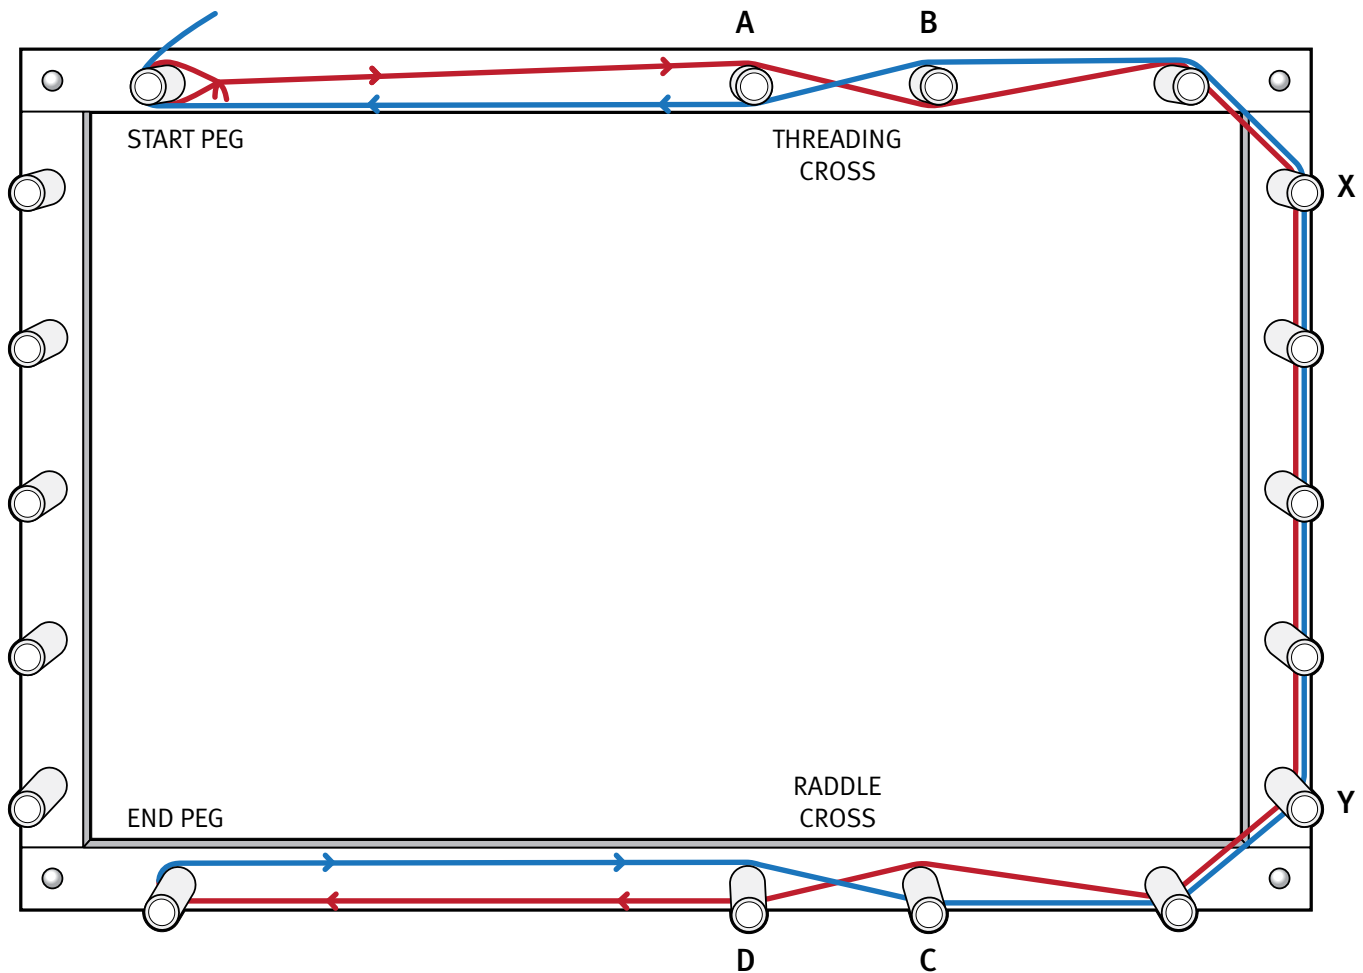 A
B
START PEG
THREADING
CROSS
X
RADDLE
CROSS
END PEG
Y
D
C